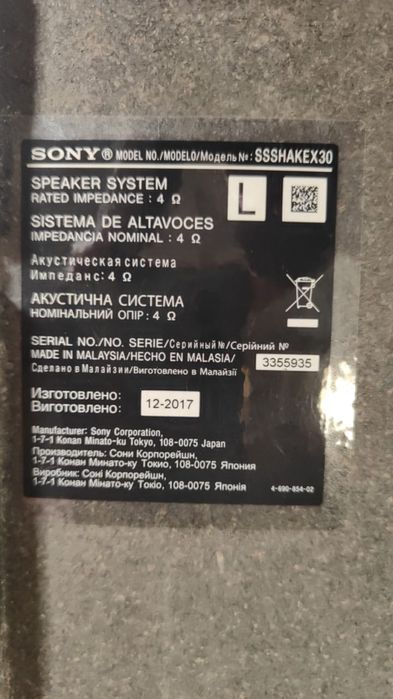 SONY® MODEL NO./MODELO/Модель №: SSSHAKEX30
SPEAKER SYSTEM
RATED IMPEDANCE : 4 Ω
L
SISTEMA DE ALTAVOCES
IMPEDANCIA NOMINAL : 4 Ω
Акустическая система
Импеданс: 4 Ω
АКУСТИЧНА СИСТЕМА
НОМІНАЛЬНИЙ ОПІР: 4 Ω
SERIAL NO./NO. SERIE/Серийный №/Серійний №
MADE IN MALAYSIA/HECHO EN MALASIA/
Сделано в Малайзии/Виготовлено в Малайзії
3355935
Изготовлено:
Виготовлено:
12-2017
Manufacturer: Sony Corporation,
1-7-1 Konan Minato-ku Tokyo, 108-0075 Japan
Производитель: Сони Корпорейшн,
1-7-1 Конан Минато-ку Токио, 108-0075 Япония
Виробник: Соні Корпорейшн,
1-7-1 Конан Мінато-ку Токіо, 108-0075 Японія
4-690-854-02